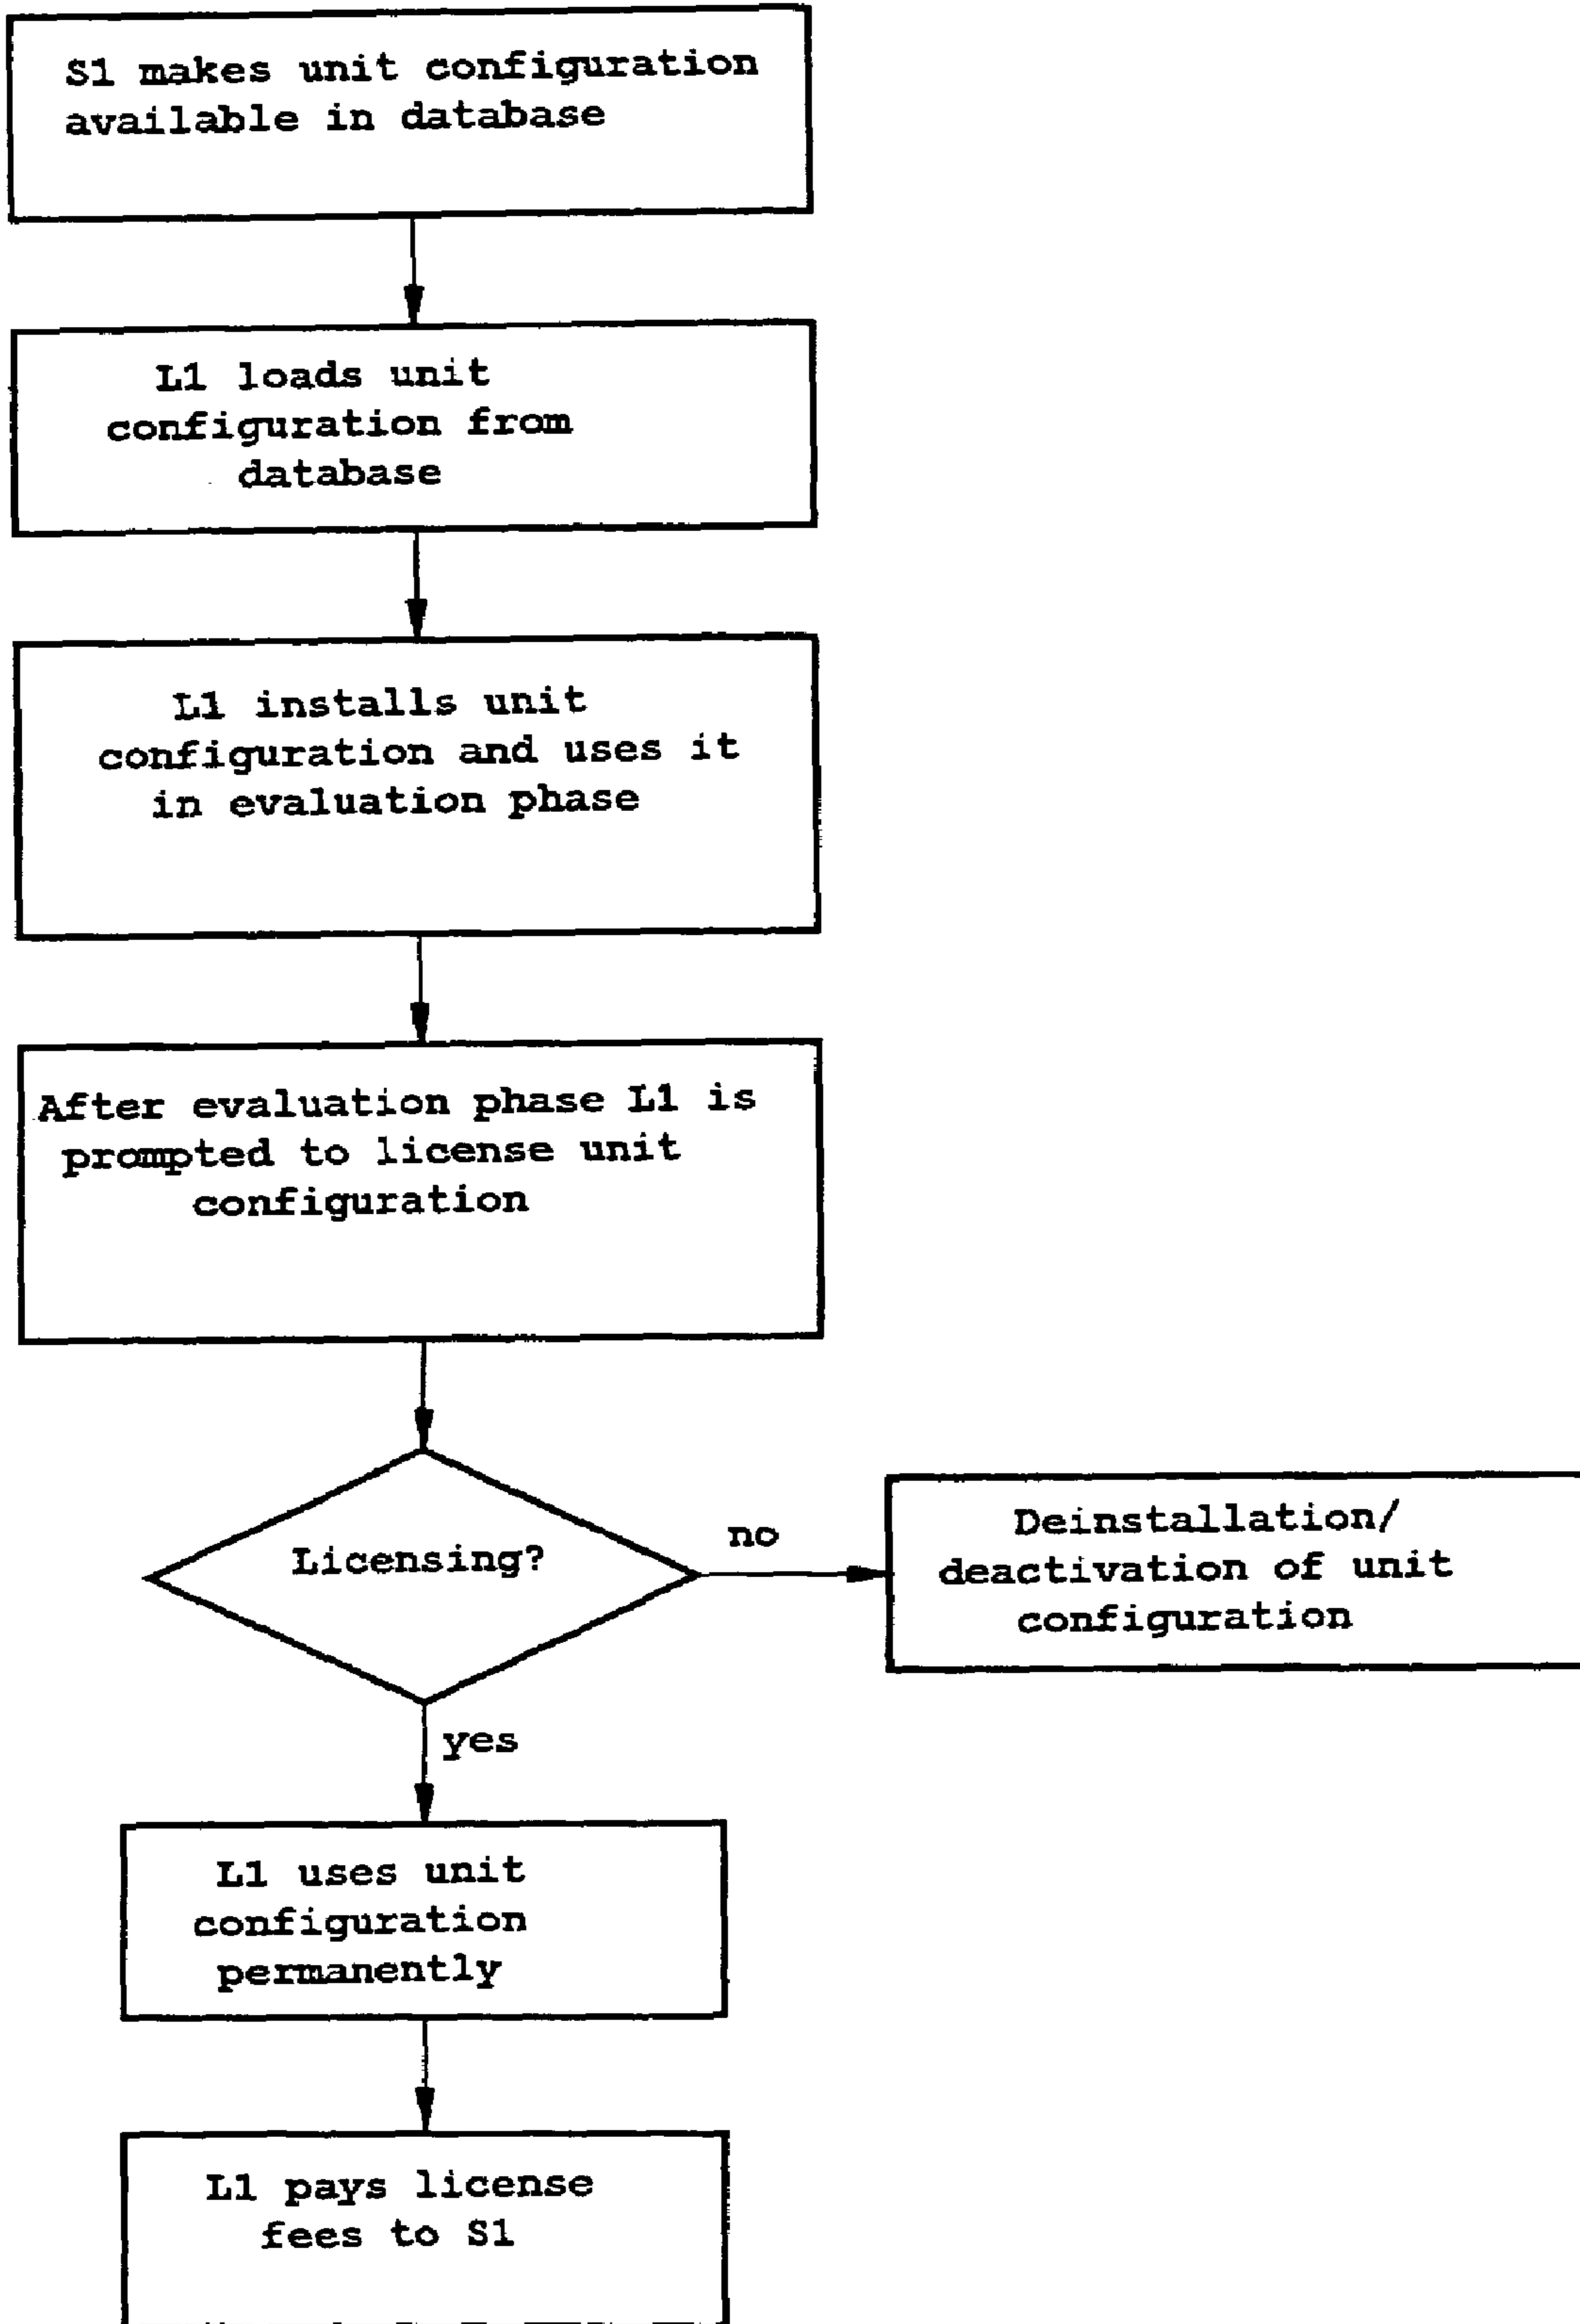 S1 makes unit configuration
available in database
L1 loads unit
configuration from
database
L1 installs unit
configuration and uses it
in evaluation phase
After evaluation phase L1 is
prompted to license unit
configuration
Licensing?
no
Deinstallation/
deactivation of unit
configuration
yes
L1 uses unit
configuration
permanently
L1 pays license
fees to S1